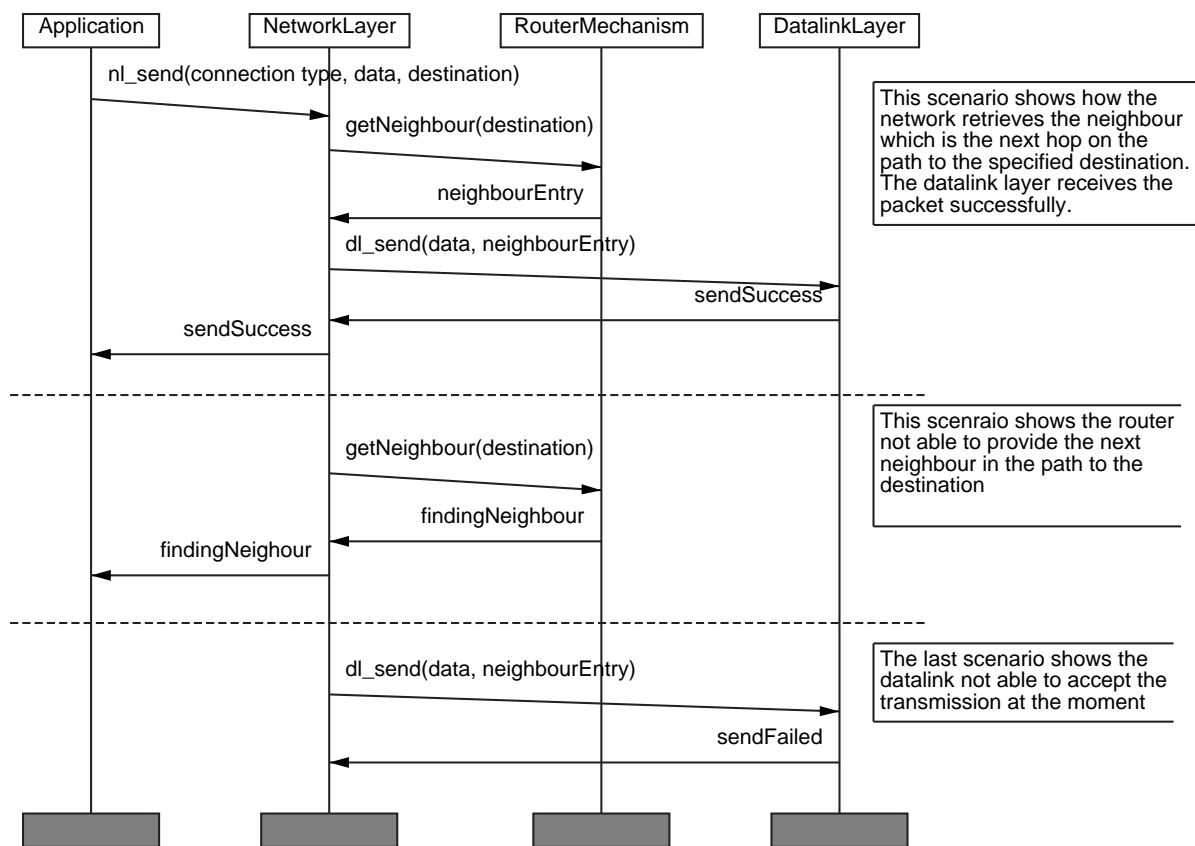 Application
NetworkLayer
RouterMechanism
DatalinkLayer
nl_send(connection type, data, destination)
This scenario shows how the
network retrieves the neighbour
which is the next hop on the
path to the specified destination.
The datalink layer receives the
packet successfully.
getNeighbour(destination)
neighbourEntry
dl_send(data, neighbourEntry)
sendSuccess
sendSuccess
This scenraio shows the router
not able to provide the next
neighbour in the path to the
destination
getNeighbour(destination)
findingNeighbour
findingNeighour
The last scenario shows the
datalink not able to accept the
transmission at the moment
dl_send(data, neighbourEntry)
sendFailed